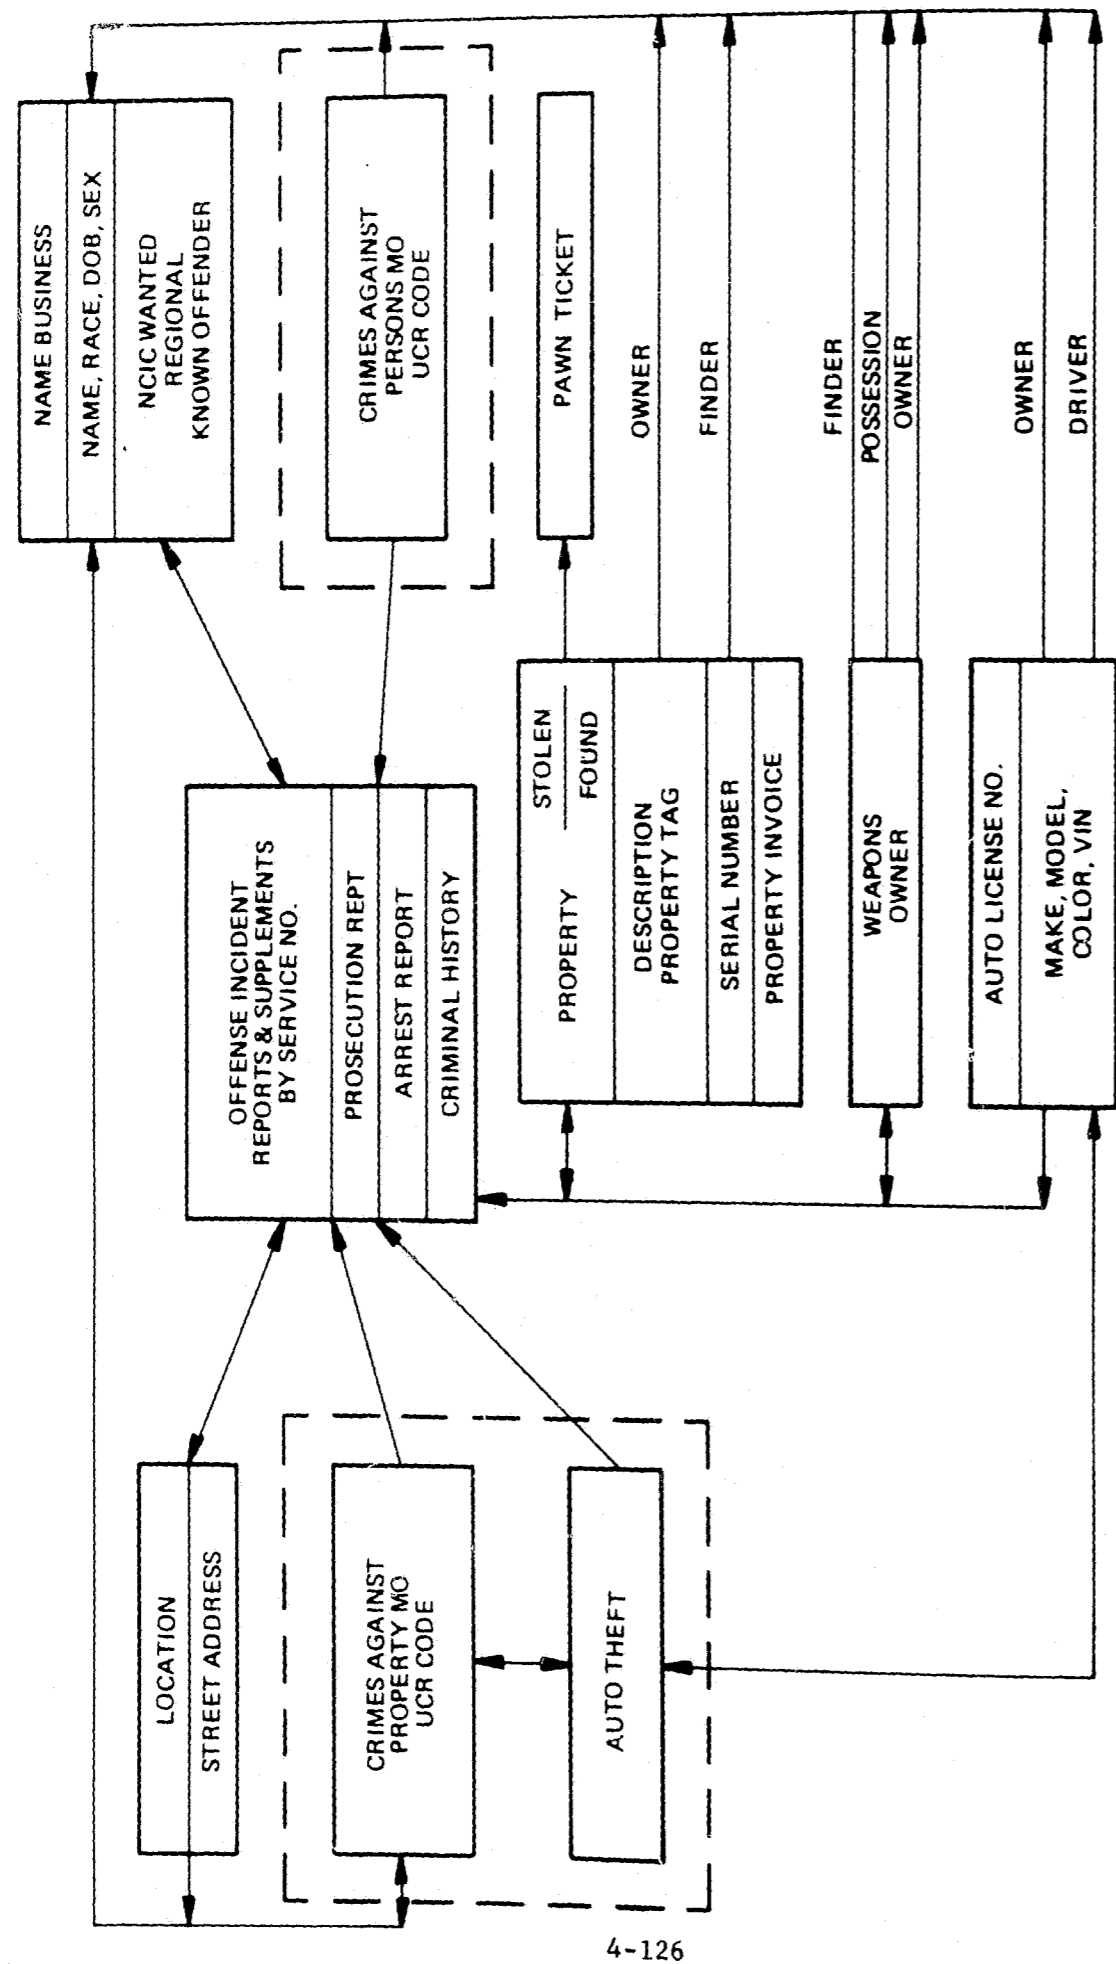 LOCATION
STREET ADDRESS
CRIMES AGAINST
PROPERTY MO
UCR CODE
AUTO THEFT
OFFENSE INCIDENT
REPORTS & SUPPLEMENTS
BY SERVICE NO.
PROSECUTION REPT
ARREST REPORT
CRIMINAL HISTORY
PROPERTY
STOLEN
FOUND
DESCRIPTION
PROPERTY TAG
SERIAL NUMBER
PROPERTY INVOICE
WEAPONS
OWNER
AUTO LICENSE NO.
MAKE, MODEL,
COLOR, VIN
NAME BUSINESS
NAME, RACE, DOB, SEX
NCIC WANTED
REGIONAL
KNOWN OFFENDER
CRIMES AGAINST
PERSONS MO
UCR CODE
PAWN TICKET
OWNER
FINDER
FINDER
POSSESSION
OWNER
OWNER
DRIVER
4-126